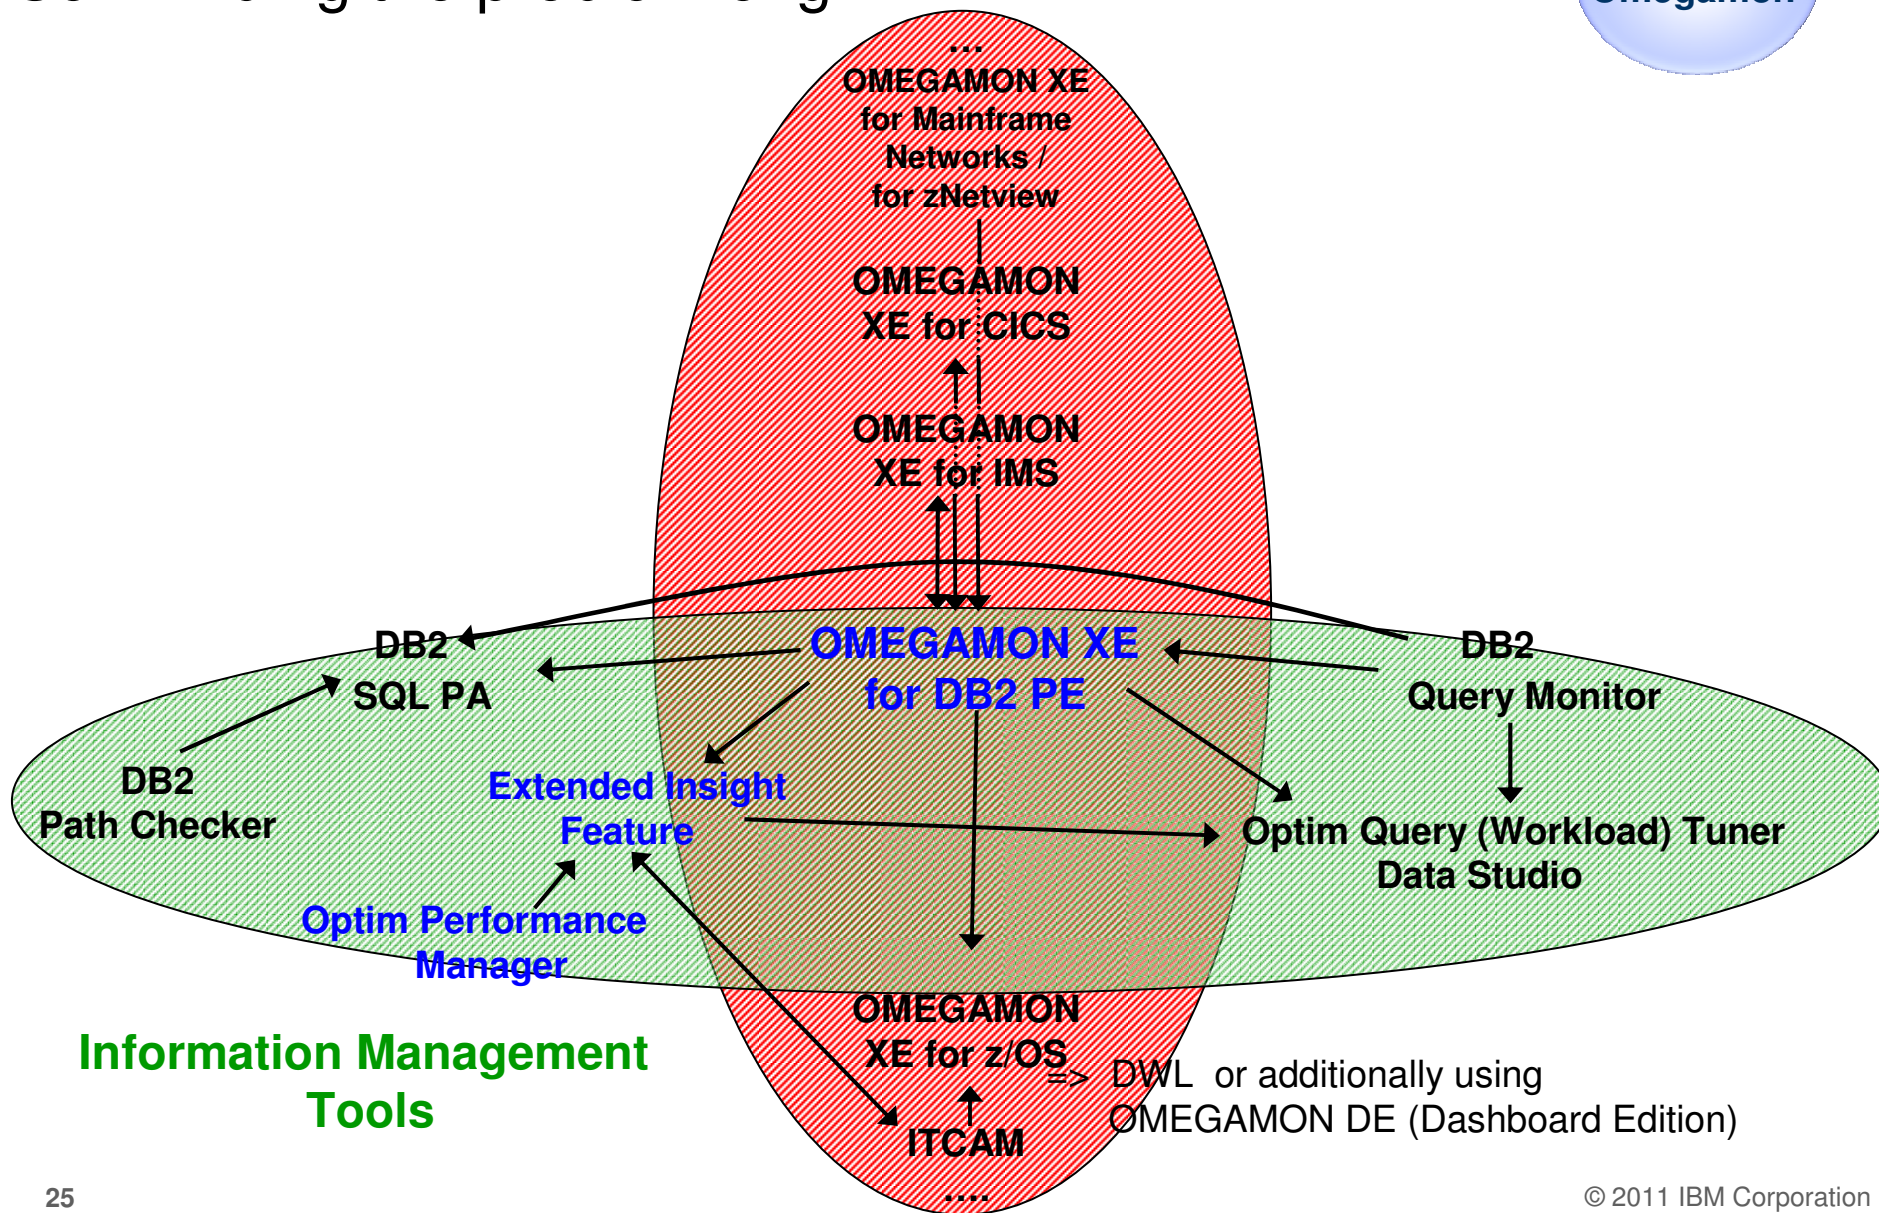 Omegamon
...
OMEGAMON XE
for Mainframe
Networks /
for zNetview
OMEGAMON
XE for CICS
OMEGAMON
XE for IMS
DB2
SQL PA
OMEGAMON XE
for DB2 PE
DB2
Query Monitor
DB2
Path Checker
Extended Insight
Feature
Optim Query (Workload) Tuner
Data Studio
Optim Performance
Manager
OMEGAMON
XE for z/OS
=> DWL or additionally using
OMEGAMON DE (Dashboard Edition)
Information Management
Tools
ITCAM
....
25
© 2011 IBM Corporation